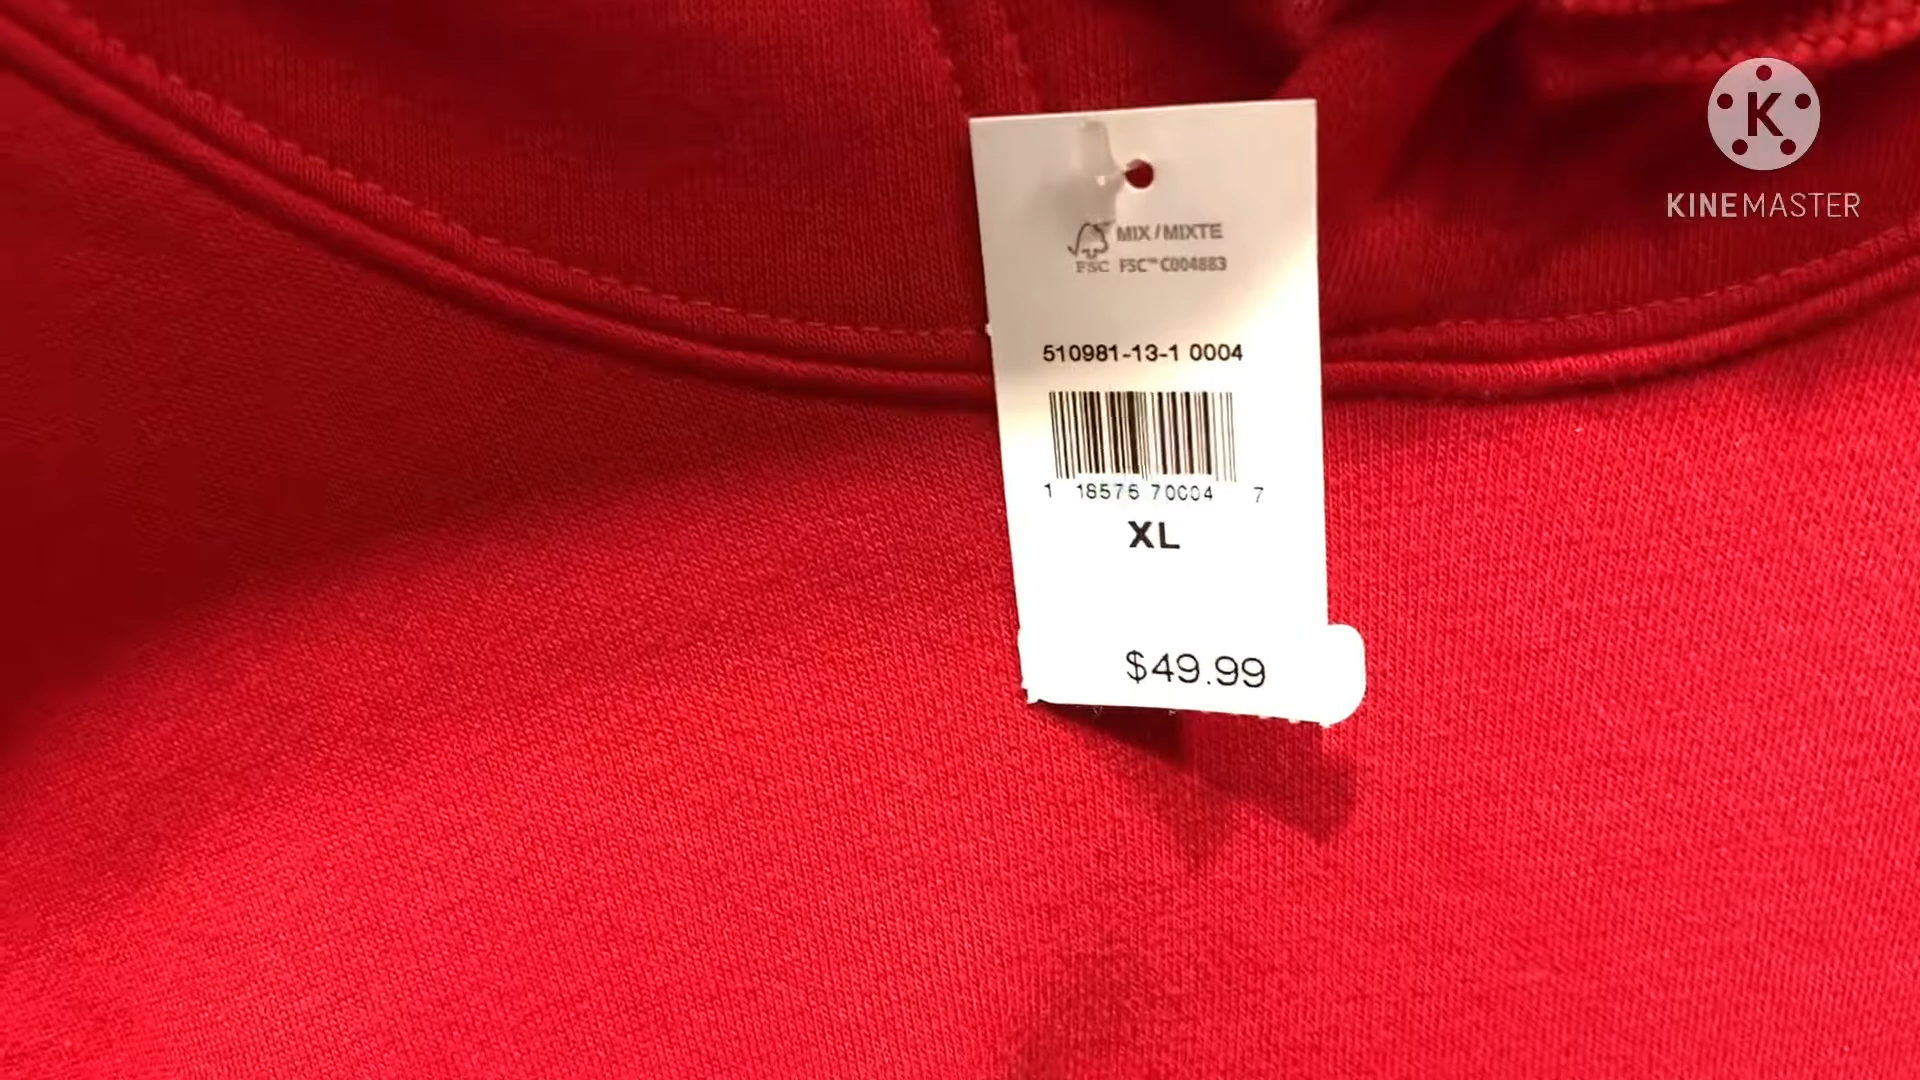 K
KINEMASTER
MIX / MIXTE
FSC FSC™ C004883
510981-13-1 0004
1 18576 70004 7
XL
$49.99